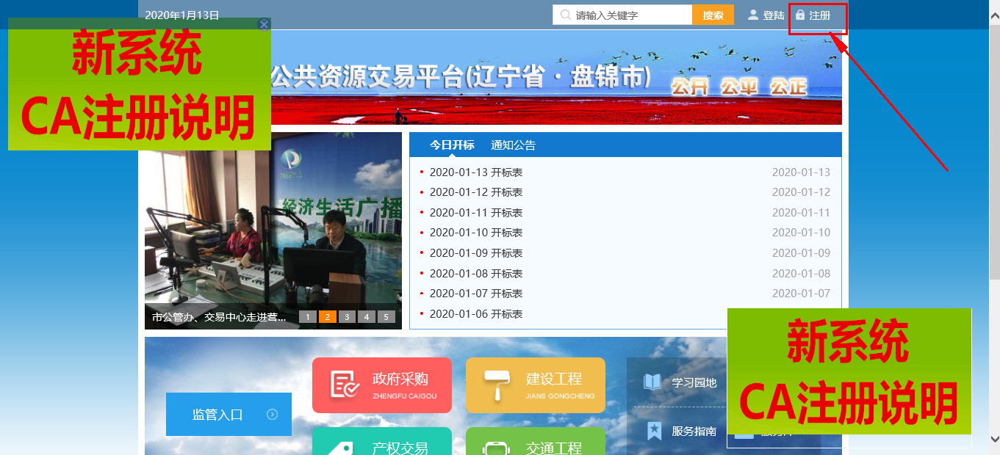 2020年1月13日
请输入关键字
搜索
登陆
注册
新系统
CA注册说明
公共资源交易平台(辽宁省·盘锦市)
公开 公平 公正
今日开标 通知公告
经济生活广播
2020-01-13 开标表 2020-01-13
2020-01-12 开标表 2020-01-12
2020-01-11 开标表 2020-01-11
2020-01-10 开标表 2020-01-10
2020-01-09 开标表 2020-01-09
2020-01-08 开标表 2020-01-08
2020-01-07 开标表 2020-01-07
2020-01-06 开标表
市公管办、交易中心走进营...
1 2 3 4 5
新系统
CA注册说明
监管入口
政府采购
ZHENGFU CAIGOU
建设工程
JIANS GONGCHENG
产权交易
交通工程
学习园地
服务指南